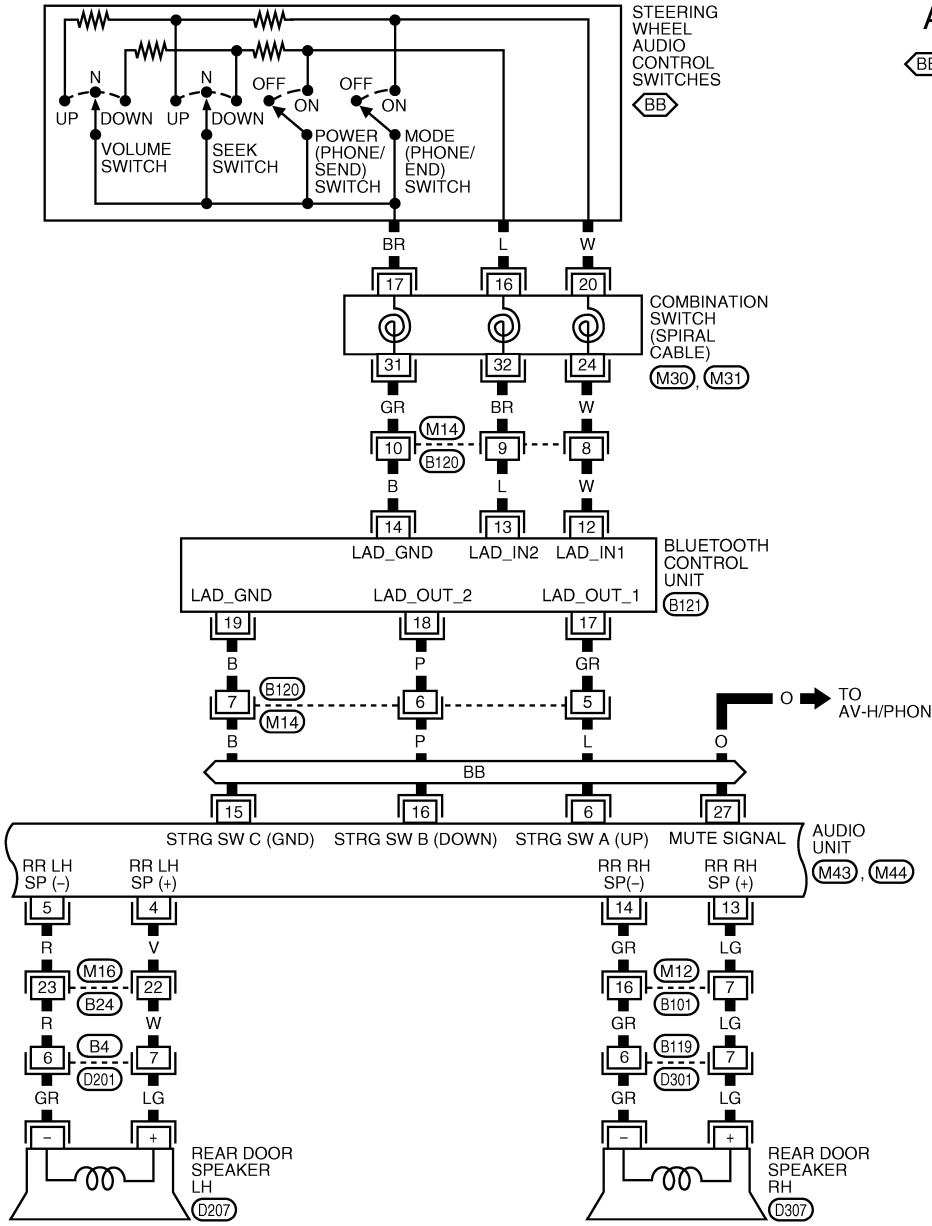 STEERING
WHEEL
AUDIO
CONTROL
SWITCHES
BB
N
N
OFF
OFF
ON
ON
UP
DOWN
UP
DOWN
VOLUME
SWITCH
SEEK
SWITCH
POWER
(PHONE/
SEND)
SWITCH
MODE
(PHONE/
END)
SWITCH
BR L W
17 16 20
COMBINATION
SWITCH
(SPIRAL
CABLE)
M30 , M31
31 32 24
GR BR W
M14
10 9 8
B120
B L W
14 13 12
LAD_GND LAD_IN2 LAD_IN1
BLUETOOTH
CONTROL
UNIT
B121
LAD_GND LAD_OUT_2 LAD_OUT_1
19 18 17
B P GR
B120
7 6 5
M14
B P L O
O
TO
AV-H/PHON
BB
15 16 6 27
STRG SW C (GND) STRG SW B (DOWN) STRG SW A (UP) MUTE SIGNAL
AUDIO
UNIT
M43 , M44
RR LH
SP (–)
RR LH
SP (+)
RR RH
SP(–)
RR RH
SP (+)
5 4 14 13
R V GR LG
M16 M12
23 22 16 7
B24 B101
R W GR LG
B4 B119
6 7 6 7
D201 D301
GR LG GR LG
– + – +
REAR DOOR
SPEAKER
LH
D207
REAR DOOR
SPEAKER
RH
D307